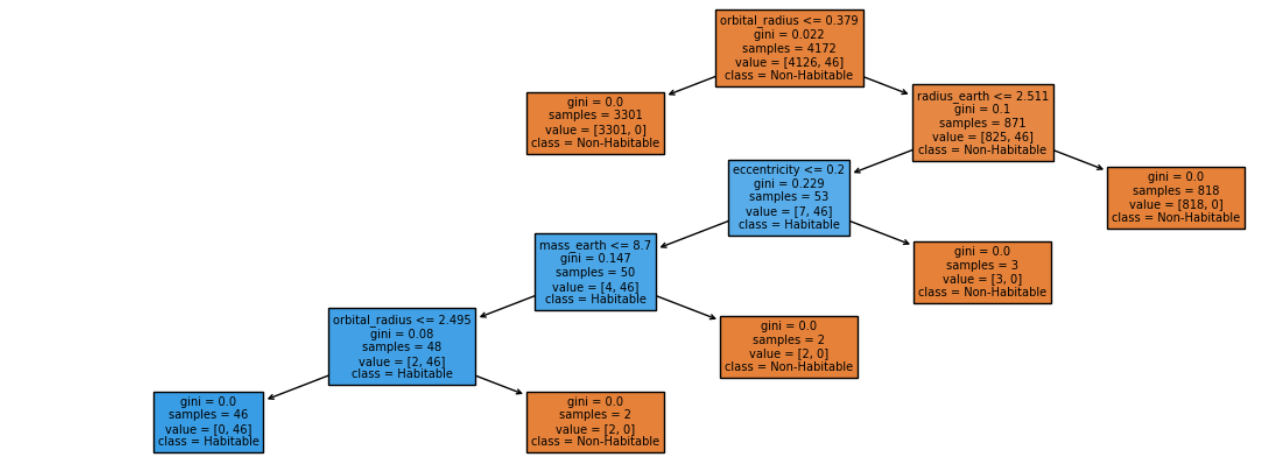 orbital_radius <= 0.379
gini = 0.022
samples = 4172
value = [4126, 46]
class = Non-Habitable
gini = 0.0
samples = 3301
value = [3301, 0]
class = Non-Habitable
radius_earth <= 2.511
gini = 0.1
samples = 871
value = [825, 46]
class = Non-Habitable
eccentricity <= 0.2
gini = 0.229
samples = 53
value = [7, 46]
class = Habitable
gini = 0.0
samples = 818
value = [818, 0]
class = Non-Habitable
mass_earth <= 8.7
gini = 0.147
samples = 50
value = [4, 46]
class = Habitable
gini = 0.0
samples = 3
value = [3, 0]
class = Non-Habitable
orbital_radius <= 2.495
gini = 0.08
samples = 48
value = [2, 46]
class = Habitable
gini = 0.0
samples = 2
value = [2, 0]
class = Non-Habitable
gini = 0.0
samples = 46
value = [0, 46]
class = Habitable
gini = 0.0
samples = 2
value = [2, 0]
class = Non-Habitable